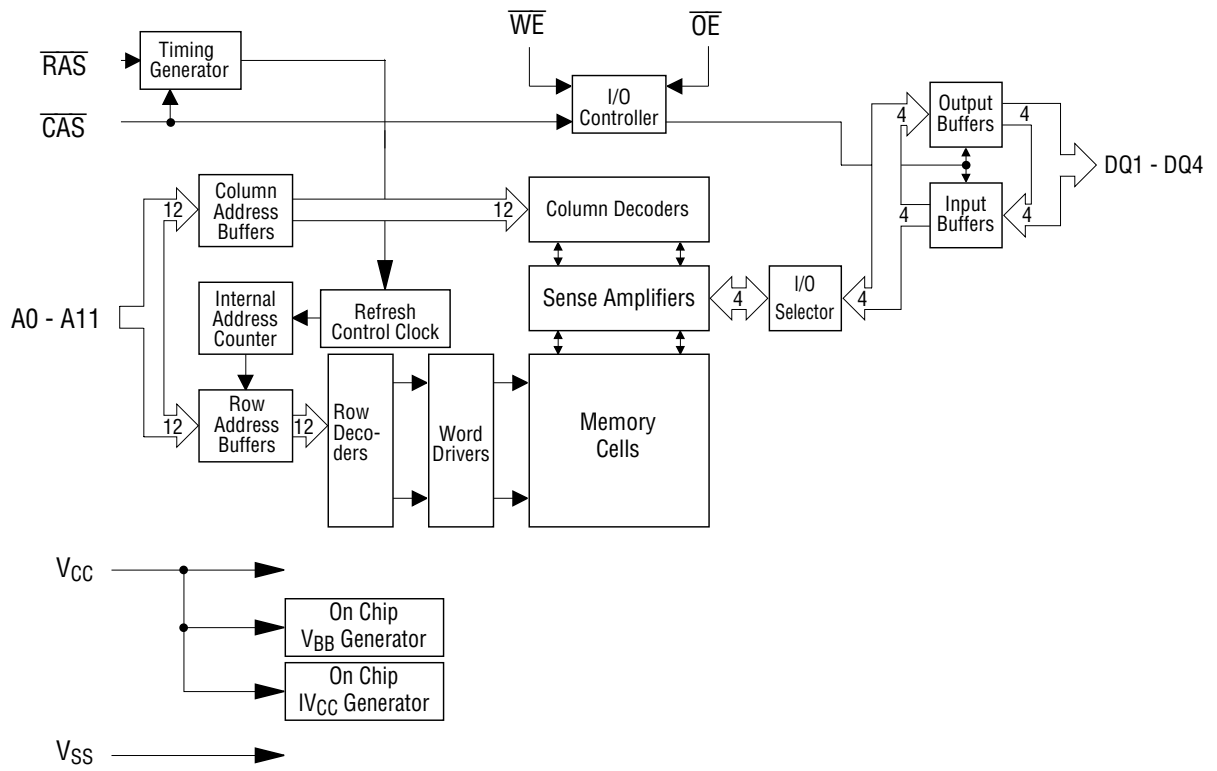 RAS
Timing
Generator
CAS
WE
OE
I/O
Controller
4
Output
Buffers
4
DQ1 - DQ4
4
Input
Buffers
4
A0 - A11
12
Column
Address
Buffers
12
Column Decoders
Sense Amplifiers
4
I/O
Selector
4
Internal
Address
Counter
Refresh
Control Clock
12
Row
Address
Buffers
12
Row
Deco-
ders
Word
Drivers
Memory
Cells
VCC
On Chip
VBB Generator
On Chip
IVCC Generator
VSS